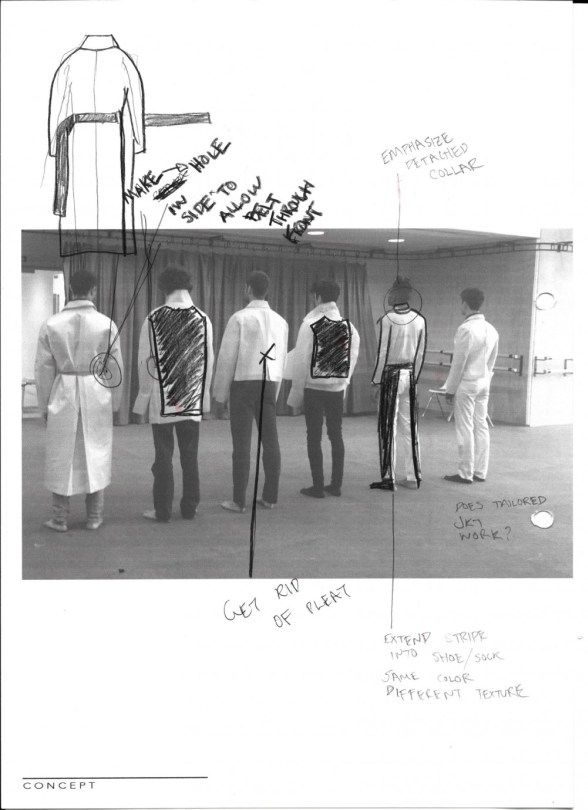 MAKE → HOLE
IN
SIDE TO
ALLOW
BELT
THROUGH
FRONT
EMPHASIZE
DETACHED
COLLAR
DOES TAILORED
JKT
WORK?
GET RID
OF PLEAT
EXTEND STRIPE
INTO SHOE/SOCK
SAME COLOR
DIFFERENT TEXTURE
CONCEPT